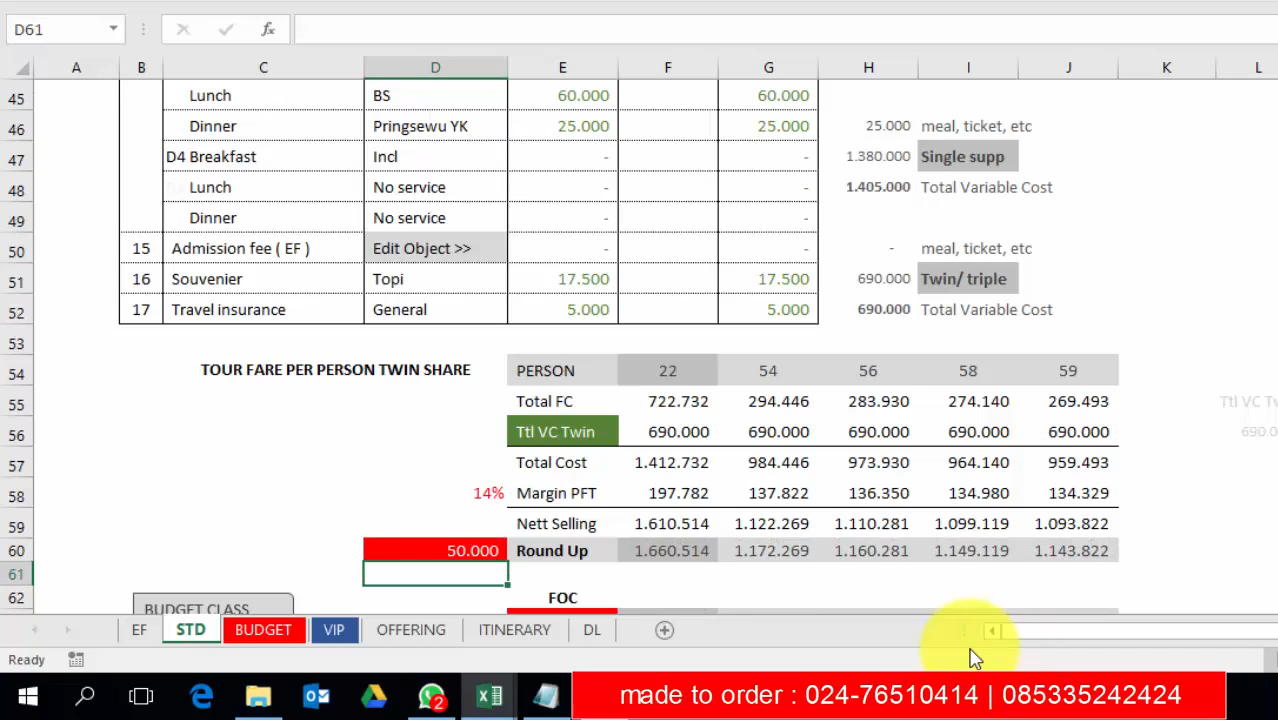 D61
fx
A B C D E F G H I J K L
45 Lunch BS 60.000 60.000
46 Dinner Pringsewu YK 25.000 25.000 25.000 meal, ticket, etc
47 D4 Breakfast Incl - - 1.380.000 Single supp
48 Lunch No service - - 1.405.000 Total Variable Cost
49 Dinner No service - -
50 15 Admission fee ( EF ) Edit Object >> - - - meal, ticket, etc
51 16 Souvenier Topi 17.500 17.500 690.000 Twin/ triple
52 17 Travel insurance General 5.000 5.000 690.000 Total Variable Cost
53
54 TOUR FARE PER PERSON TWIN SHARE PERSON 22 54 56 58 59
55 Total FC 722.732 294.446 283.930 274.140 269.493 Ttl VC
56 Ttl VC Twin 690.000 690.000 690.000 690.000 690.000 690.0
57 Total Cost 1.412.732 984.446 973.930 964.140 959.493
58 14% Margin PFT 197.782 137.822 136.350 134.980 134.329
59 Nett Selling 1.610.514 1.122.269 1.110.281 1.099.119 1.093.822
60 50.000 Round Up 1.660.514 1.172.269 1.160.281 1.149.119 1.143.822
61
62 FOC
BUDGET CLASS
EF STD BUDGET VIP OFFERING ITINERARY DL
Ready
2
made to order : 024-76510414 | 085335242424